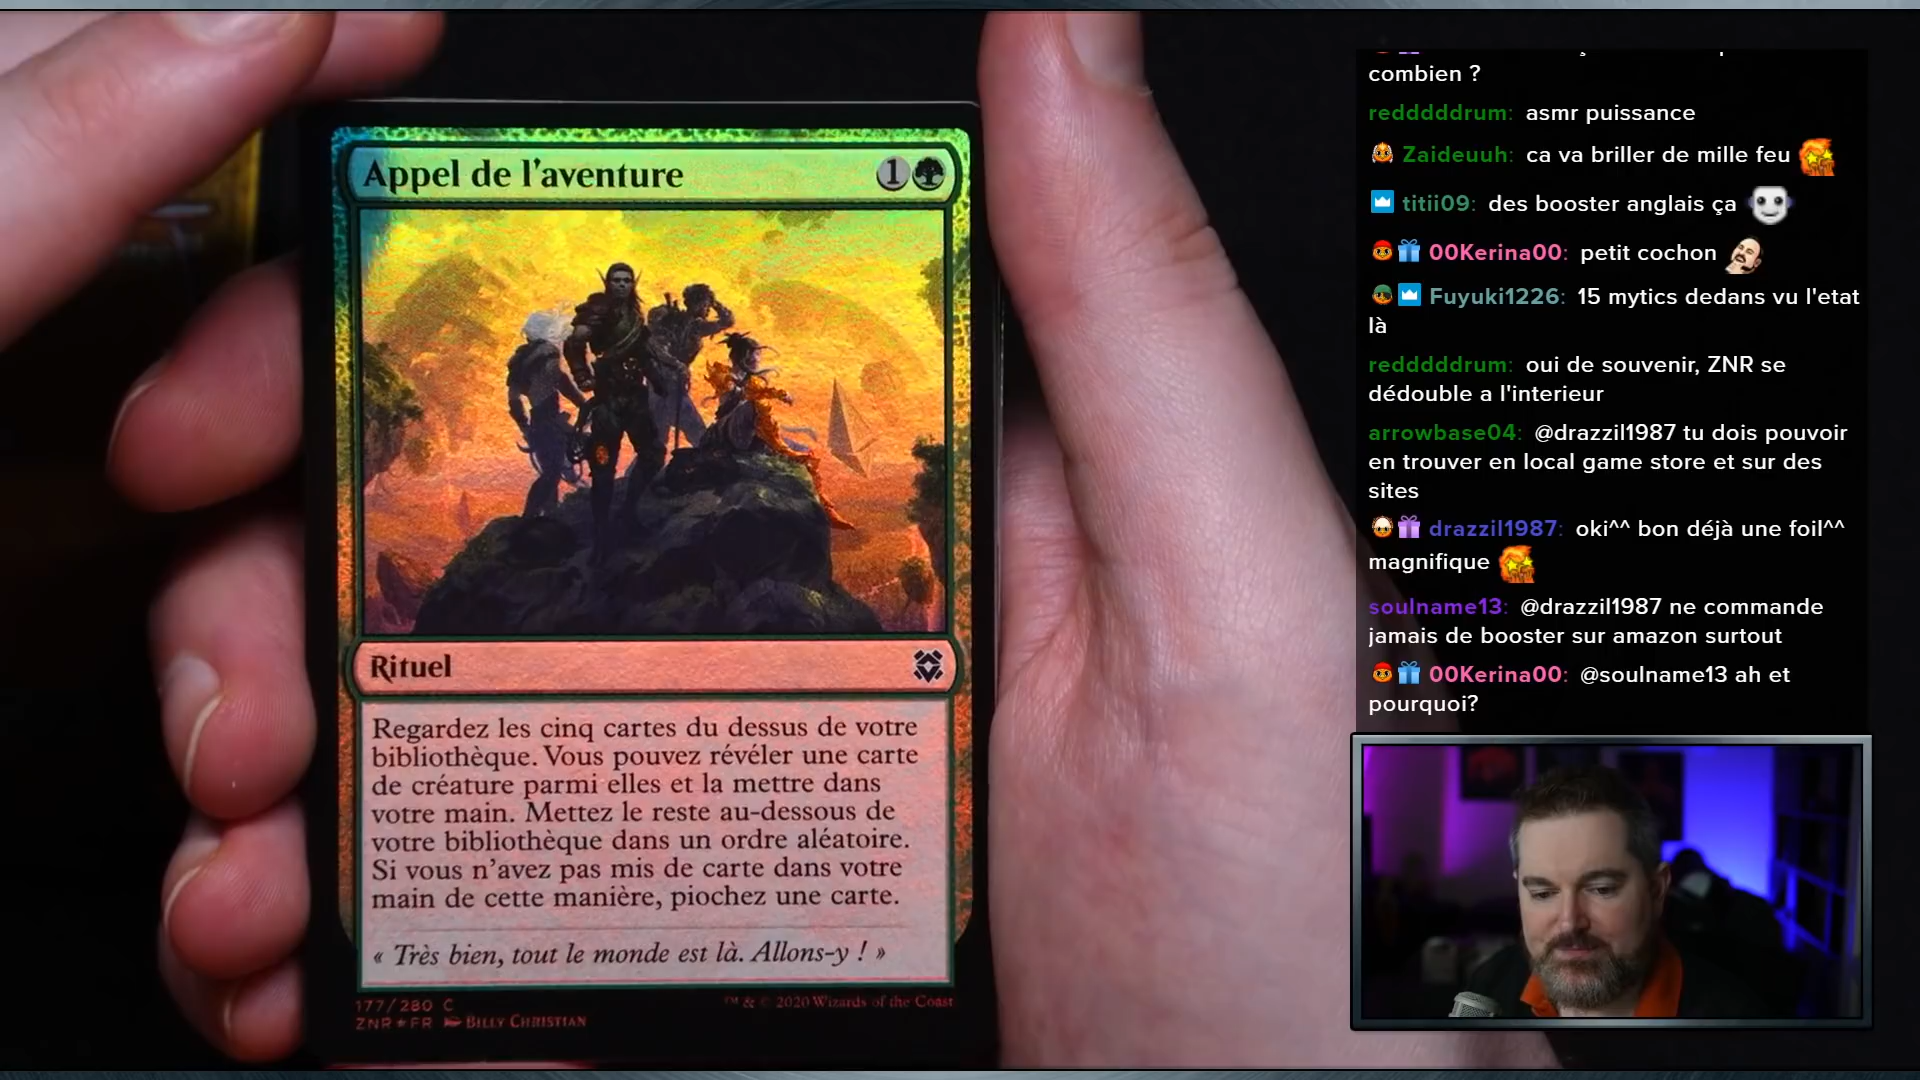 Appel de l'aventure 1
Rituel
Regardez les cinq cartes du dessus de votre
bibliothèque. Vous pouvez révéler une carte
de créature parmi elles et la mettre dans
votre main. Mettez le reste au-dessous de
votre bibliothèque dans un ordre aléatoire.
Si vous n'avez pas mis de carte dans votre
main de cette manière, piochez une carte.
« Très bien, tout le monde est là. Allons-y ! »
177/280 C
ZNR★FR BILLY CHRISTIAN
™ & © 2020 Wizards of the Coast
combien ?
redddddrum: asmr puissance
Zaideuuh: ca va briller de mille feu
titii09: des booster anglais ça
00Kerina00: petit cochon
Fuyuki1226: 15 mytics dedans vu l'etat
là
redddddrum: oui de souvenir, ZNR se
dédouble a l'interieur
arrowbase04: @drazzil1987 tu dois pouvoir
en trouver en local game store et sur des
sites
drazzil1987: oki^^ bon déjà une foil^^
magnifique
soulname13: @drazzil1987 ne commande
jamais de booster sur amazon surtout
00Kerina00: @soulname13 ah et
pourquoi?